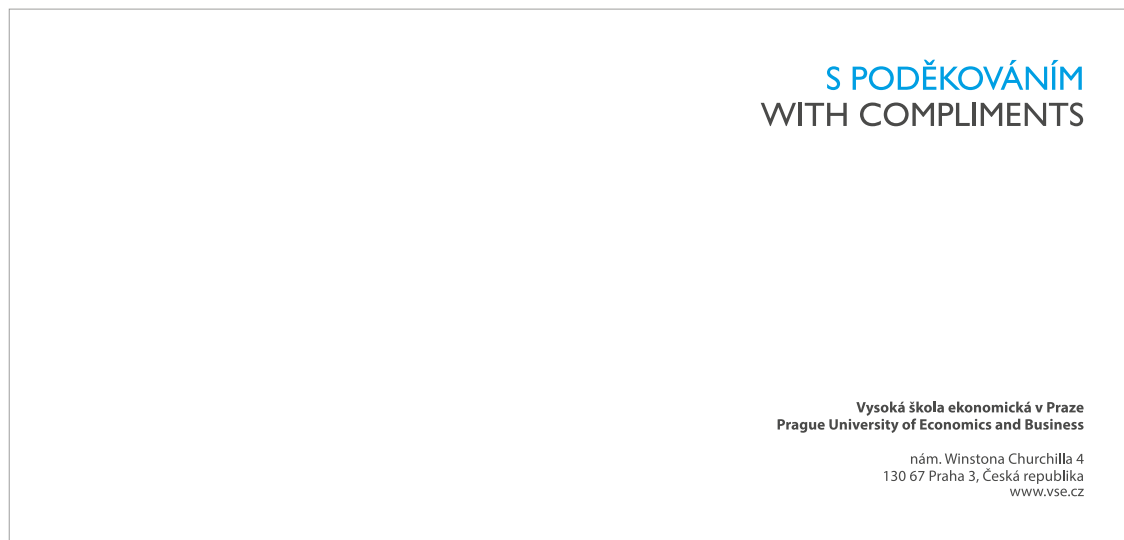 S PODĚKOVÁNÍM
WITH COMPLIMENTS
Vysoká škola ekonomická v Praze
Prague University of Economics and Business
nám. Winstona Churchilla 4
130 67 Praha 3, Česká republika
www.vse.cz